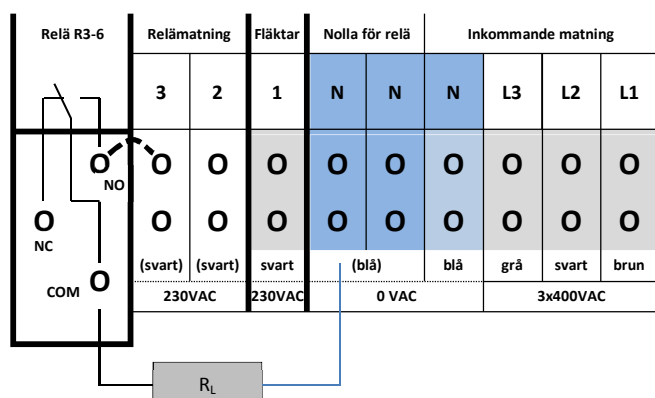 Relä R3-6 Relämatning Fläktar Nolla för relä Inkommande matning
3 2 1 N N N L3 L2 L1
NO O O O O O O O O O O
NC O O O O O O O O O O
COM O (svart) (svart) svart (blå) blå grå svart brun
230VAC 230VAC 0 VAC 3x400VAC
R_L